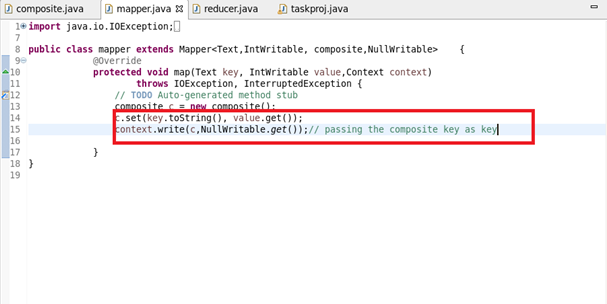 composite.java mapper.java reducer.java taskproj.java
1 import java.io.IOException;
7
8 public class mapper extends Mapper<Text,IntWritable, composite,NullWritable> {
9 @Override
10 protected void map(Text key, IntWritable value,Context context)
11 throws IOException, InterruptedException {
12 // TODO Auto-generated method stub
13 composite c = new composite();
14 c.set(key.toString(), value.get());
15 context.write(c,NullWritable.get());// passing the composite key as key
16
17 }
18 }
19